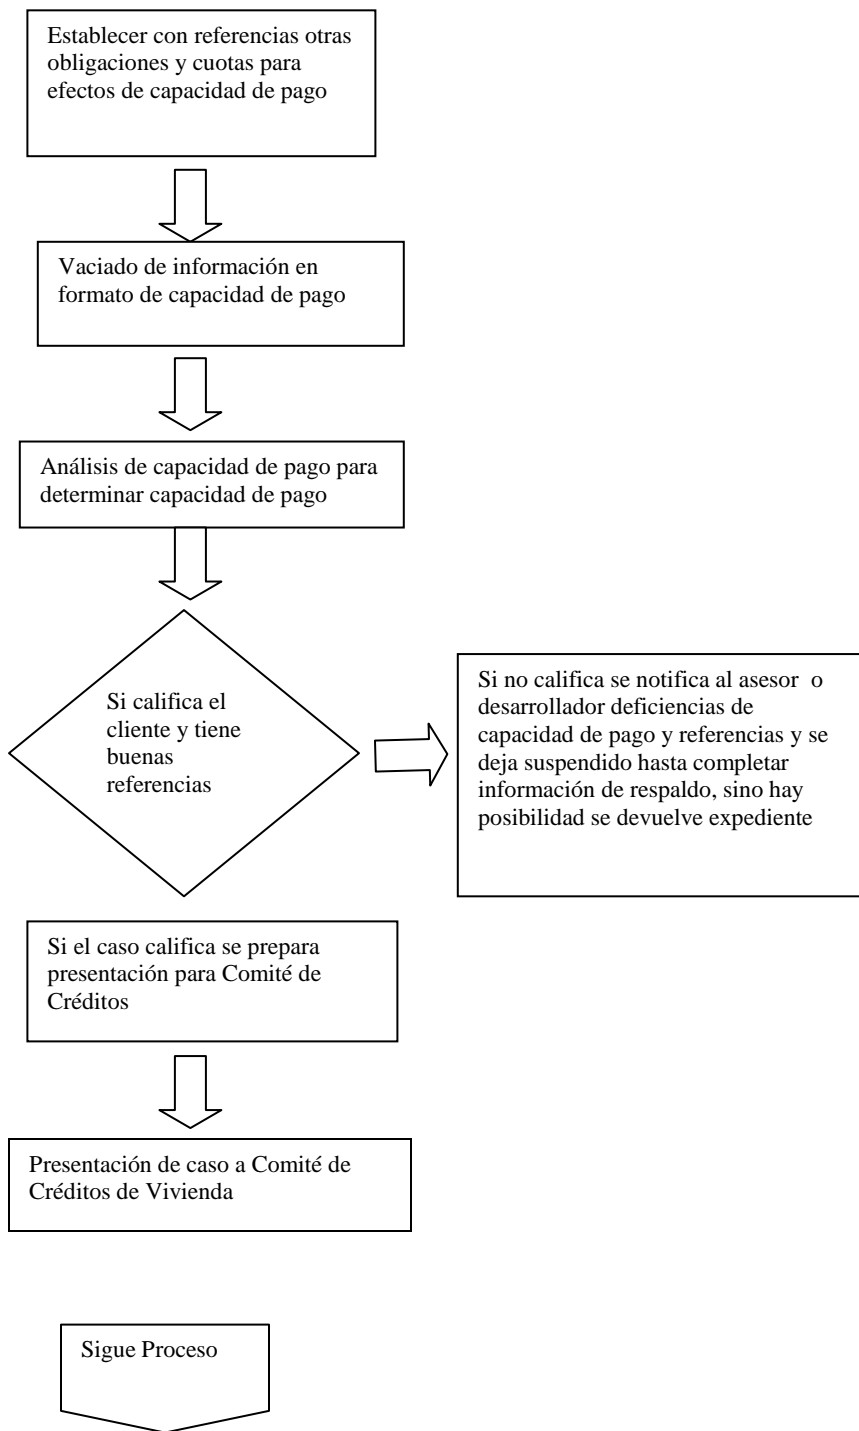 Establecer con referencias otras
obligaciones y cuotas para
efectos de capacidad de pago
Vaciado de información en
formato de capacidad de pago
Análisis de capacidad de pago para
determinar capacidad de pago
Si califica el
cliente y tiene
buenas
referencias
Si no califica se notifica al asesor o
desarrollador deficiencias de
capacidad de pago y referencias y se
deja suspendido hasta completar
información de respaldo, sino hay
posibilidad se devuelve expediente
Si el caso califica se prepara
presentación para Comité de
Créditos
Presentación de caso a Comité de
Créditos de Vivienda
Sigue Proceso